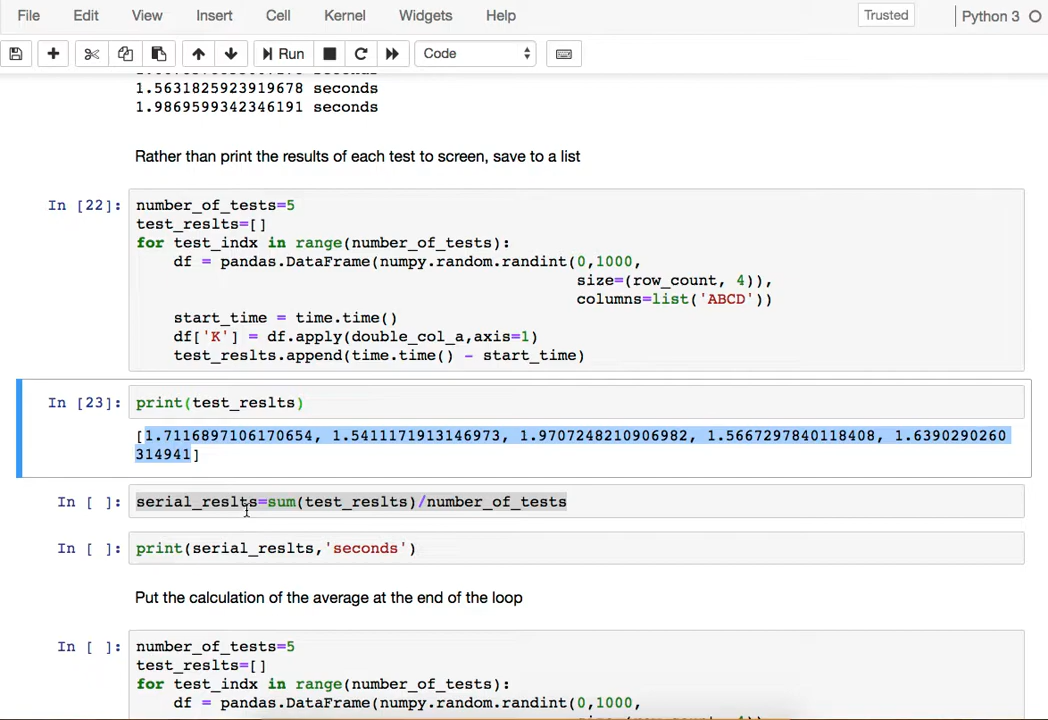 File Edit View Insert Cell Kernel Widgets Help Trusted Python 3
Run Code
seconds
1.5631825923919678 seconds
1.9869599342346191 seconds
Rather than print the results of each test to screen, save to a list
In [22]: number_of_tests=5
test_reslts=[]
for test_indx in range(number_of_tests):
    df = pandas.DataFrame(numpy.random.randint(0,1000,
                                               size=(row_count, 4)),
                                               columns=list('ABCD'))
    start_time = time.time()
    df['K'] = df.apply(double_col_a,axis=1)
    test_reslts.append(time.time() - start_time)
In [23]: print(test_reslts)
[1.7116897106170654, 1.5411171913146973, 1.9707248210906982, 1.5667297840118408, 1.6390290260
314941]
In [ ]: serial_reslts=sum(test_reslts)/number_of_tests
In [ ]: print(serial_reslts,'seconds')
Put the calculation of the average at the end of the loop
In [ ]: number_of_tests=5
test_reslts=[]
for test_indx in range(number_of_tests):
    df = pandas.DataFrame(numpy.random.randint(0,1000,